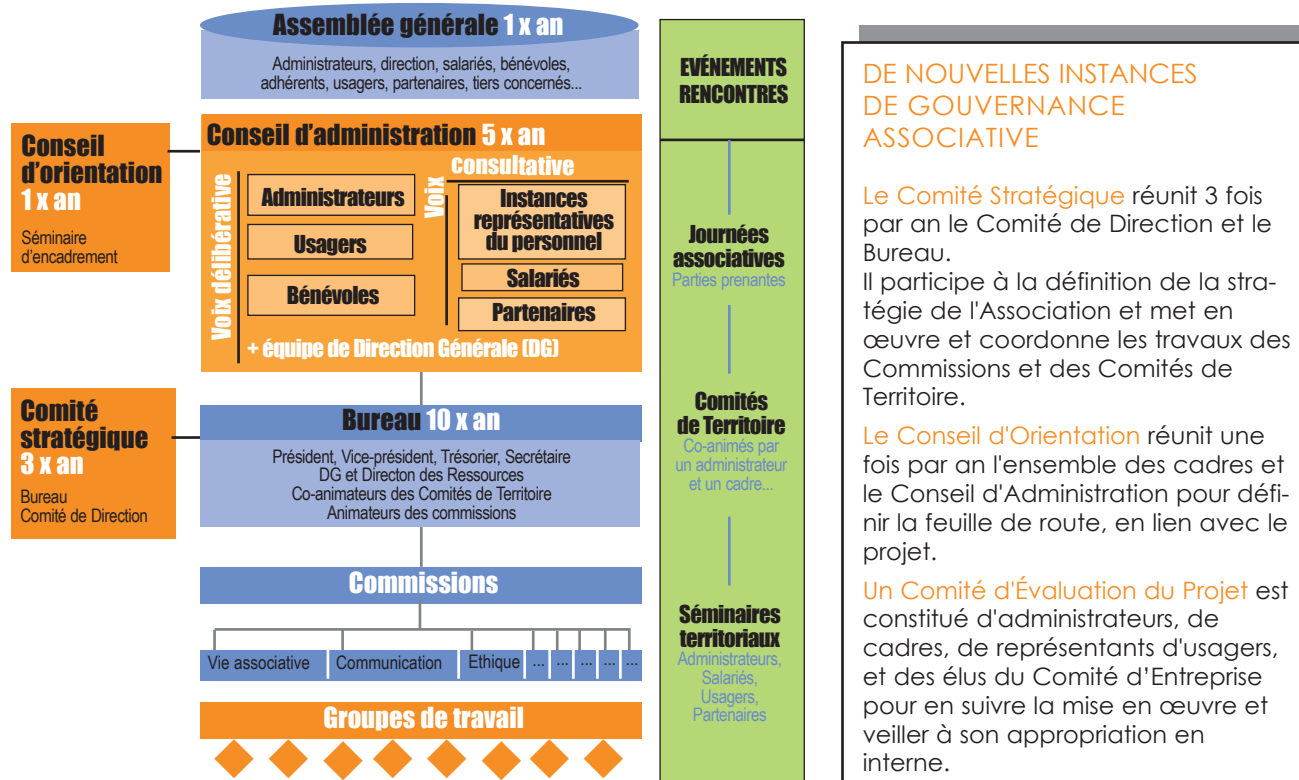 Assemblée générale 1 x an
Administrateurs, direction, salariés, bénévoles,
adhérents, usagers, partenaires, tiers concernés...
Conseil
d'orientation
1 x an
Séminaire
d'encadrement
Conseil d'administration 5 x an
Voix délibérative
Administrateurs
Usagers
Bénévoles
Voix
consultative
Instances
représentatives
du personnel
Salariés
Partenaires
+ équipe de Direction Générale (DG)
Comité
stratégique
3 x an
Bureau
Comité de Direction
Bureau 10 x an
Président, Vice-président, Trésorier, Secrétaire
DG et Directon des Ressources
Co-animateurs des Comités de Territoire
Animateurs des commissions
Commissions
Vie associative
Communication
Ethique
...
...
...
...
...
Groupes de travail
EVÉNEMENTS
RENCONTRES
Journées
associatives
Parties prenantes
Comités
de Territoire
Co-animés par
un administrateur
et un cadre...
Séminaires
territoriaux
Administrateurs,
Salariés,
Usagers,
Partenaires
DE NOUVELLES INSTANCES
DE GOUVERNANCE
ASSOCIATIVE
Le Comité Stratégique réunit 3 fois
par an le Comité de Direction et le
Bureau.
Il participe à la définition de la stra-
tégie de l'Association et met en
œuvre et coordonne les travaux des
Commissions et des Comités de
Territoire.
Le Conseil d'Orientation réunit une
fois par an l'ensemble des cadres et
le Conseil d'Administration pour défi-
nir la feuille de route, en lien avec le
projet.
Un Comité d'Évaluation du Projet est
constitué d'administrateurs, de
cadres, de représentants d'usagers,
et des élus du Comité d'Entreprise
pour en suivre la mise en œuvre et
veiller à son appropriation en
interne.